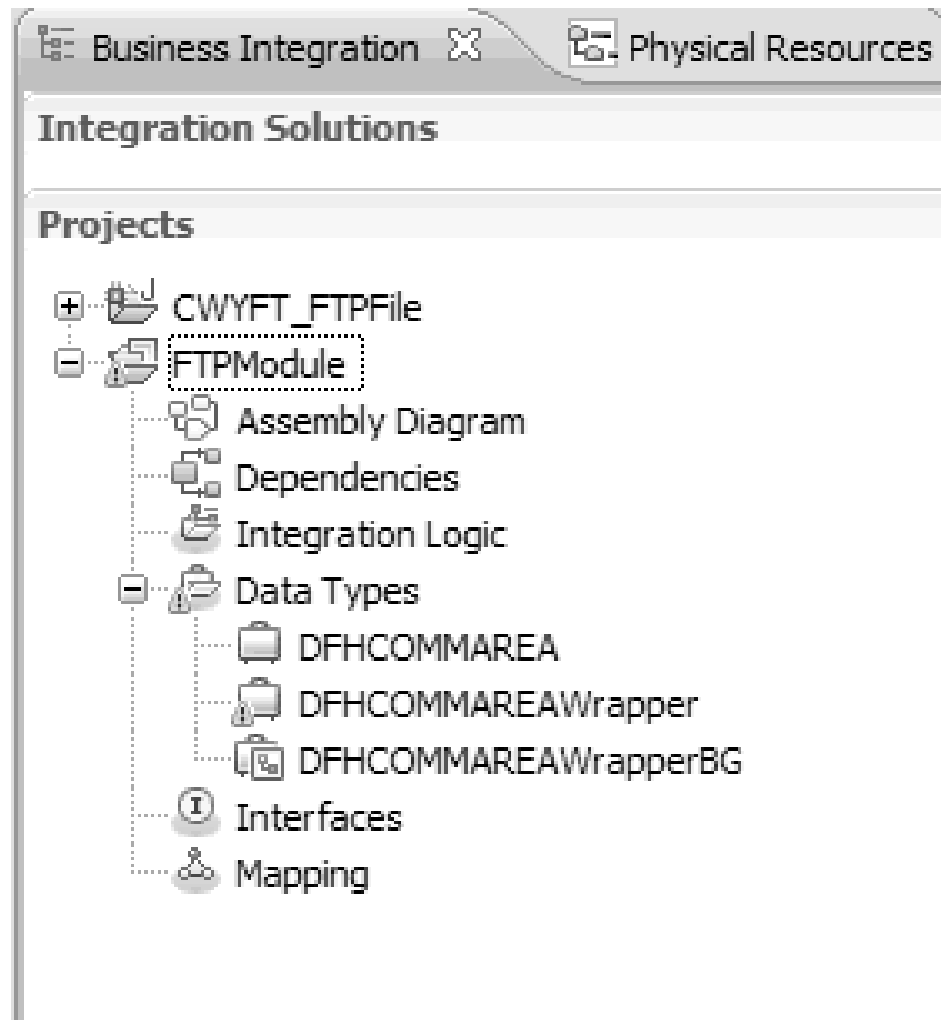 Business Integration Physical Resources
Integration Solutions
Projects
CWYFT_FTPFile
FTPModule
Assembly Diagram
Dependencies
Integration Logic
Data Types
DFHCOMMAREA
DFHCOMMAREAWrapper
DFHCOMMAREAWrapperBG
Interfaces
Mapping